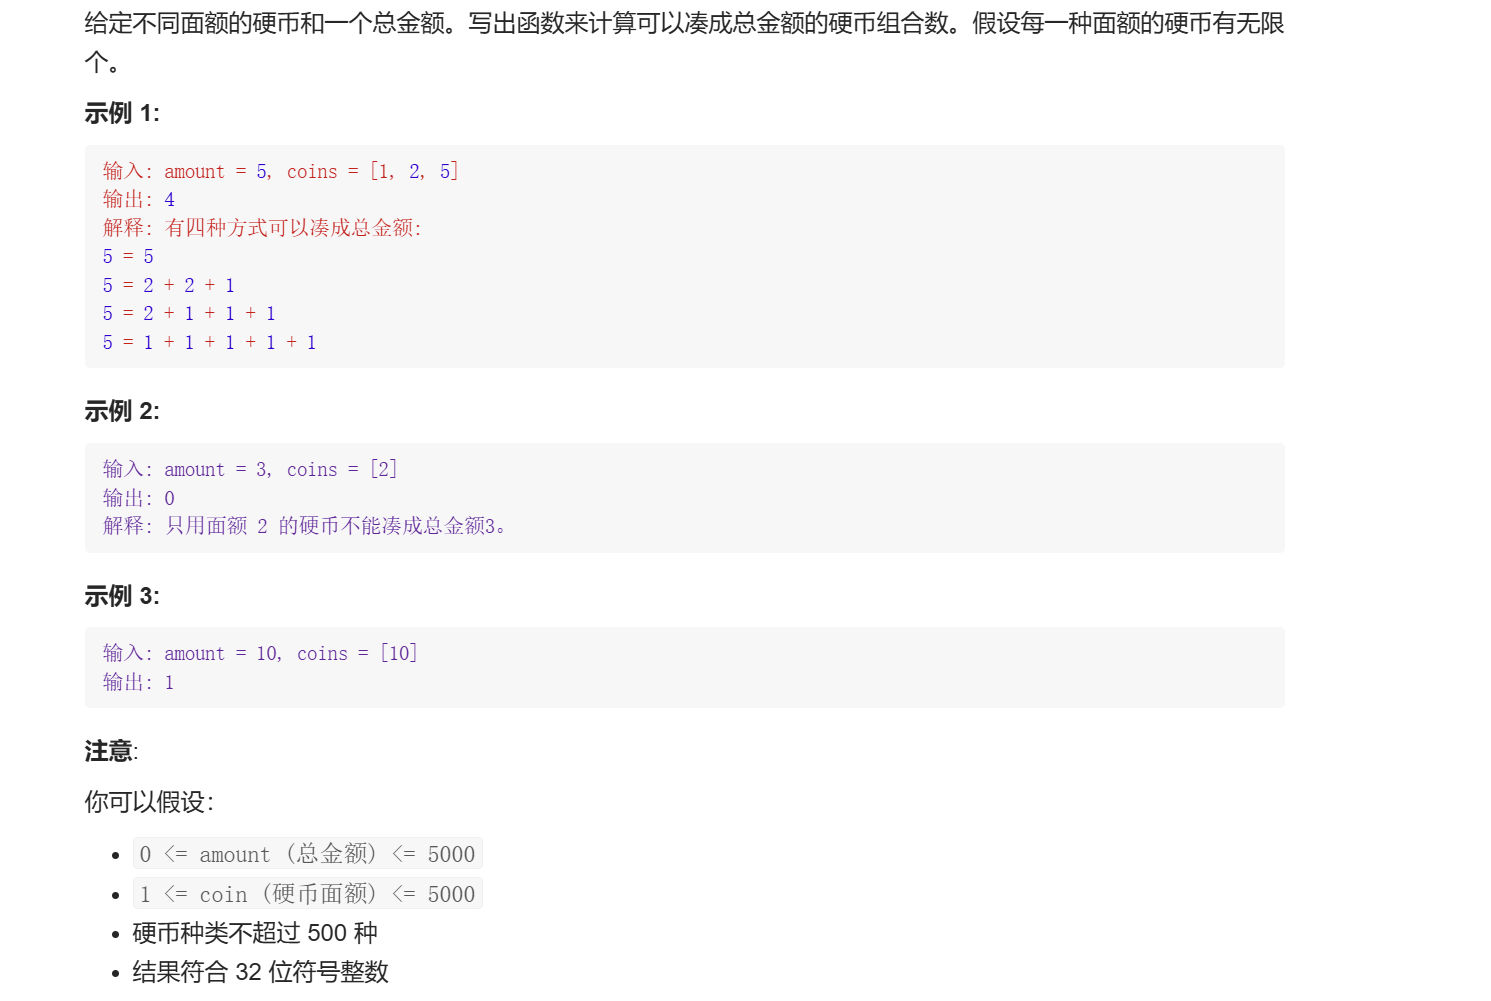 给定不同面额的硬币和一个总金额。写出函数来计算可以凑成总金额的硬币组合数。假设每一种面额的硬币有无限
个。
示例 1:
输入: amount = 5, coins = [1, 2, 5]
输出: 4
解释: 有四种方式可以凑成总金额:
5 = 5
5 = 2 + 2 + 1
5 = 2 + 1 + 1 + 1
5 = 1 + 1 + 1 + 1 + 1
示例 2:
输入: amount = 3, coins = [2]
输出: 0
解释: 只用面额 2 的硬币不能凑成总金额3。
示例 3:
输入: amount = 10, coins = [10]
输出: 1
注意:
你可以假设：
• 0 <= amount (总金额) <= 5000
• 1 <= coin (硬币面额) <= 5000
• 硬币种类不超过 500 种
• 结果符合 32 位符号整数